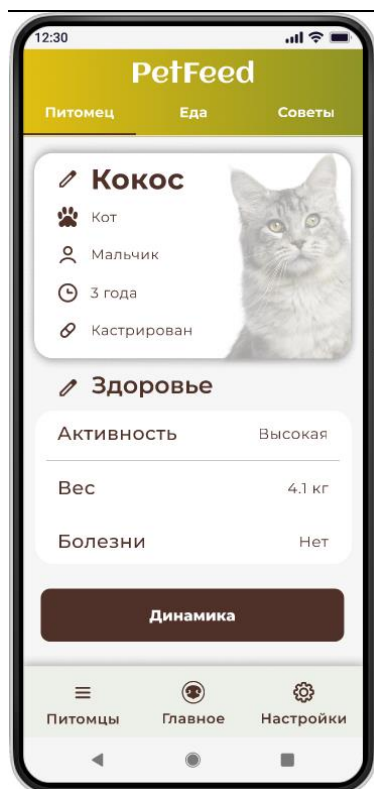 12:30
PetFeed
Питомец Еда Советы
Кокос
Кот
Мальчик
3 года
Кастрирован
Здоровье
Активность Высокая
Вес 4.1 кг
Болезни Нет
Динамика
Питомцы Главное Настройки